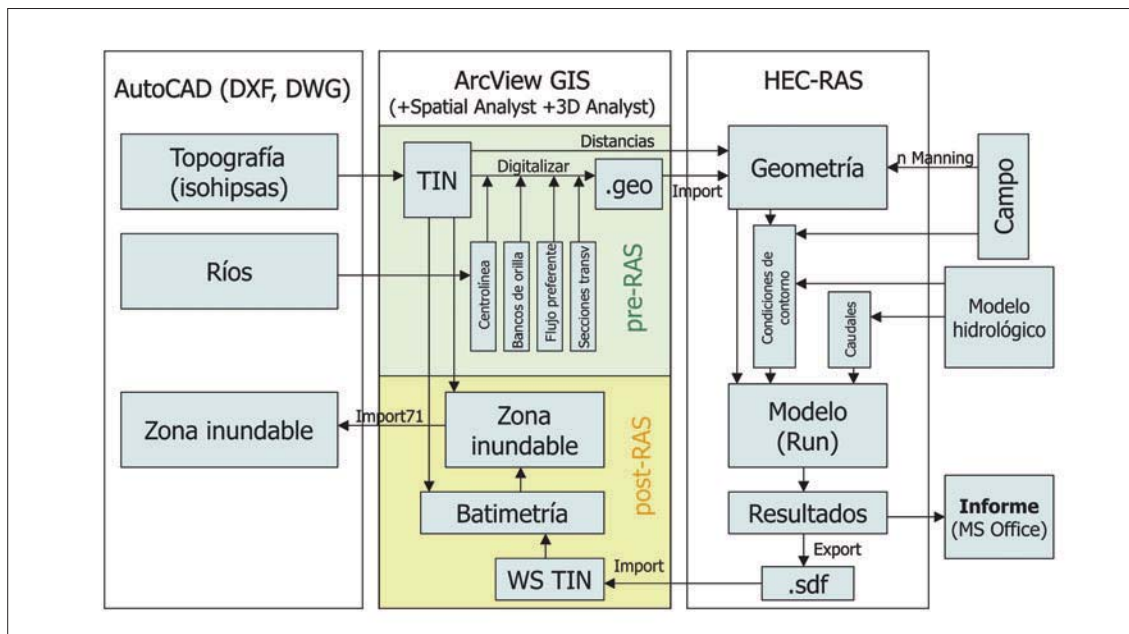 AutoCAD (DXF, DWG)
Topografía
(isohipsas)
Ríos
Zona inundable
ArcView GIS
(+Spatial Analyst +3D Analyst)
TIN
Distancias
Digitalizar
.geo
Import
Centrolínea
Bancos de orilla
Flujo preferente
Secciones transv
pre-RAS
Import71
Zona
inundable
Batimetría
WS TIN
post-RAS
Import
HEC-RAS
Geometría
n Manning
Campo
Condiciones de
contorno
Caudales
Modelo
hidrológico
Modelo
(Run)
Resultados
Informe
(MS Office)
Export
.sdf